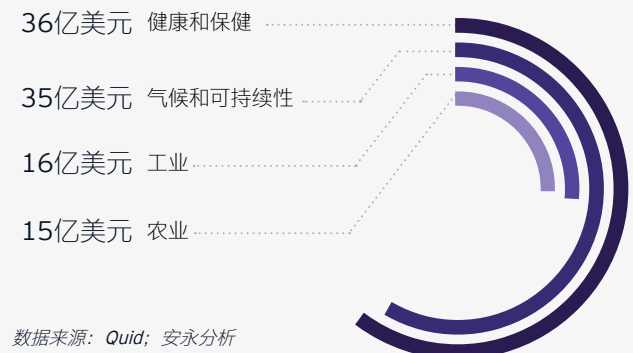 36亿美元 健康和保健
35亿美元 气候和可持续性
16亿美元 工业
15亿美元 农业
数据来源：Quid；安永分析